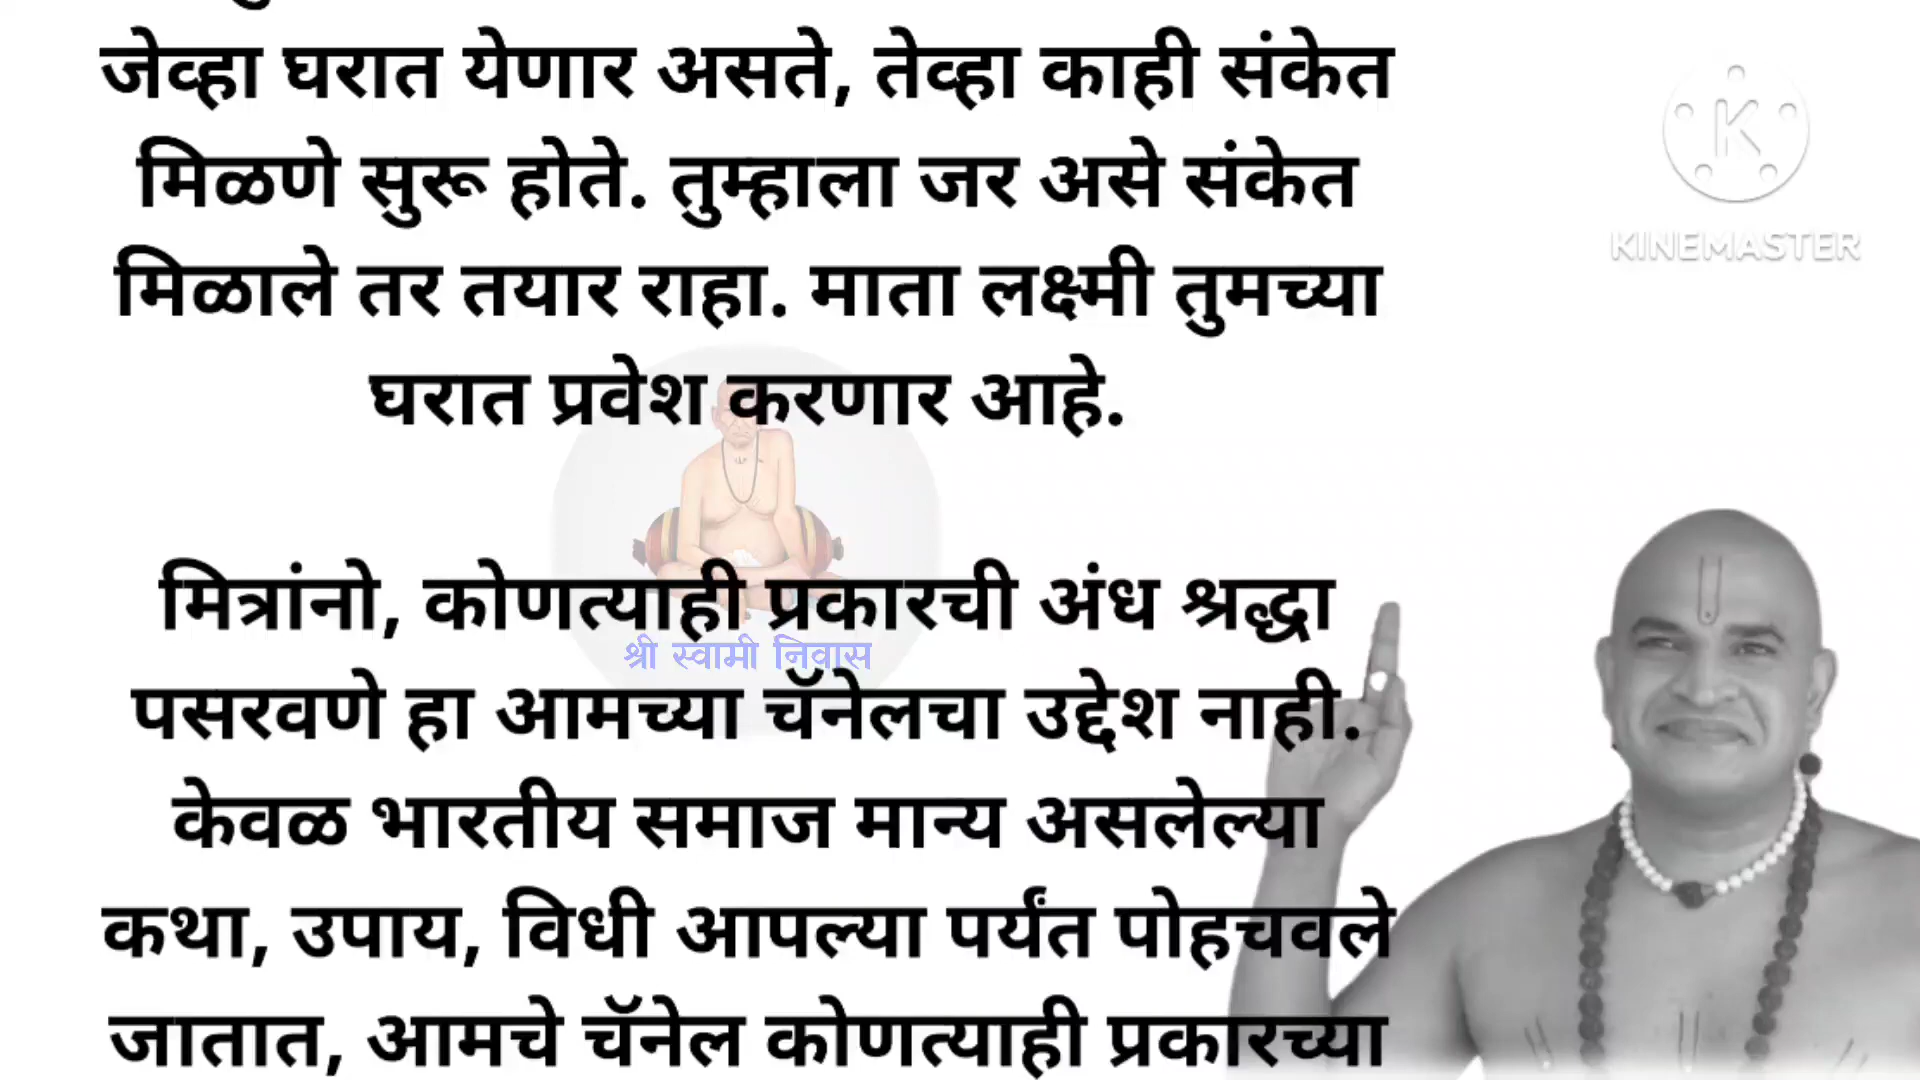 जेव्हा घरात येणार असते, तेव्हा काही संकेत
मिळणे सुरू होते. तुम्हाला जर असे संकेत
मिळाले तर तयार राहा. माता लक्ष्मी तुमच्या
घरात प्रवेश करणार आहे.
मित्रांनो, कोणत्याही प्रकारची अंध श्रद्धा
श्री स्वामी निवास
पसरवणे हा आमच्या चॅनेलचा उद्देश नाही.
केवळ भारतीय समाज मान्य असलेल्या
कथा, उपाय, विधी आपल्या पर्यंत पोहचवले
जातात, आमचे चॅनेल कोणत्याही प्रकारच्या
K
KINEMASTER